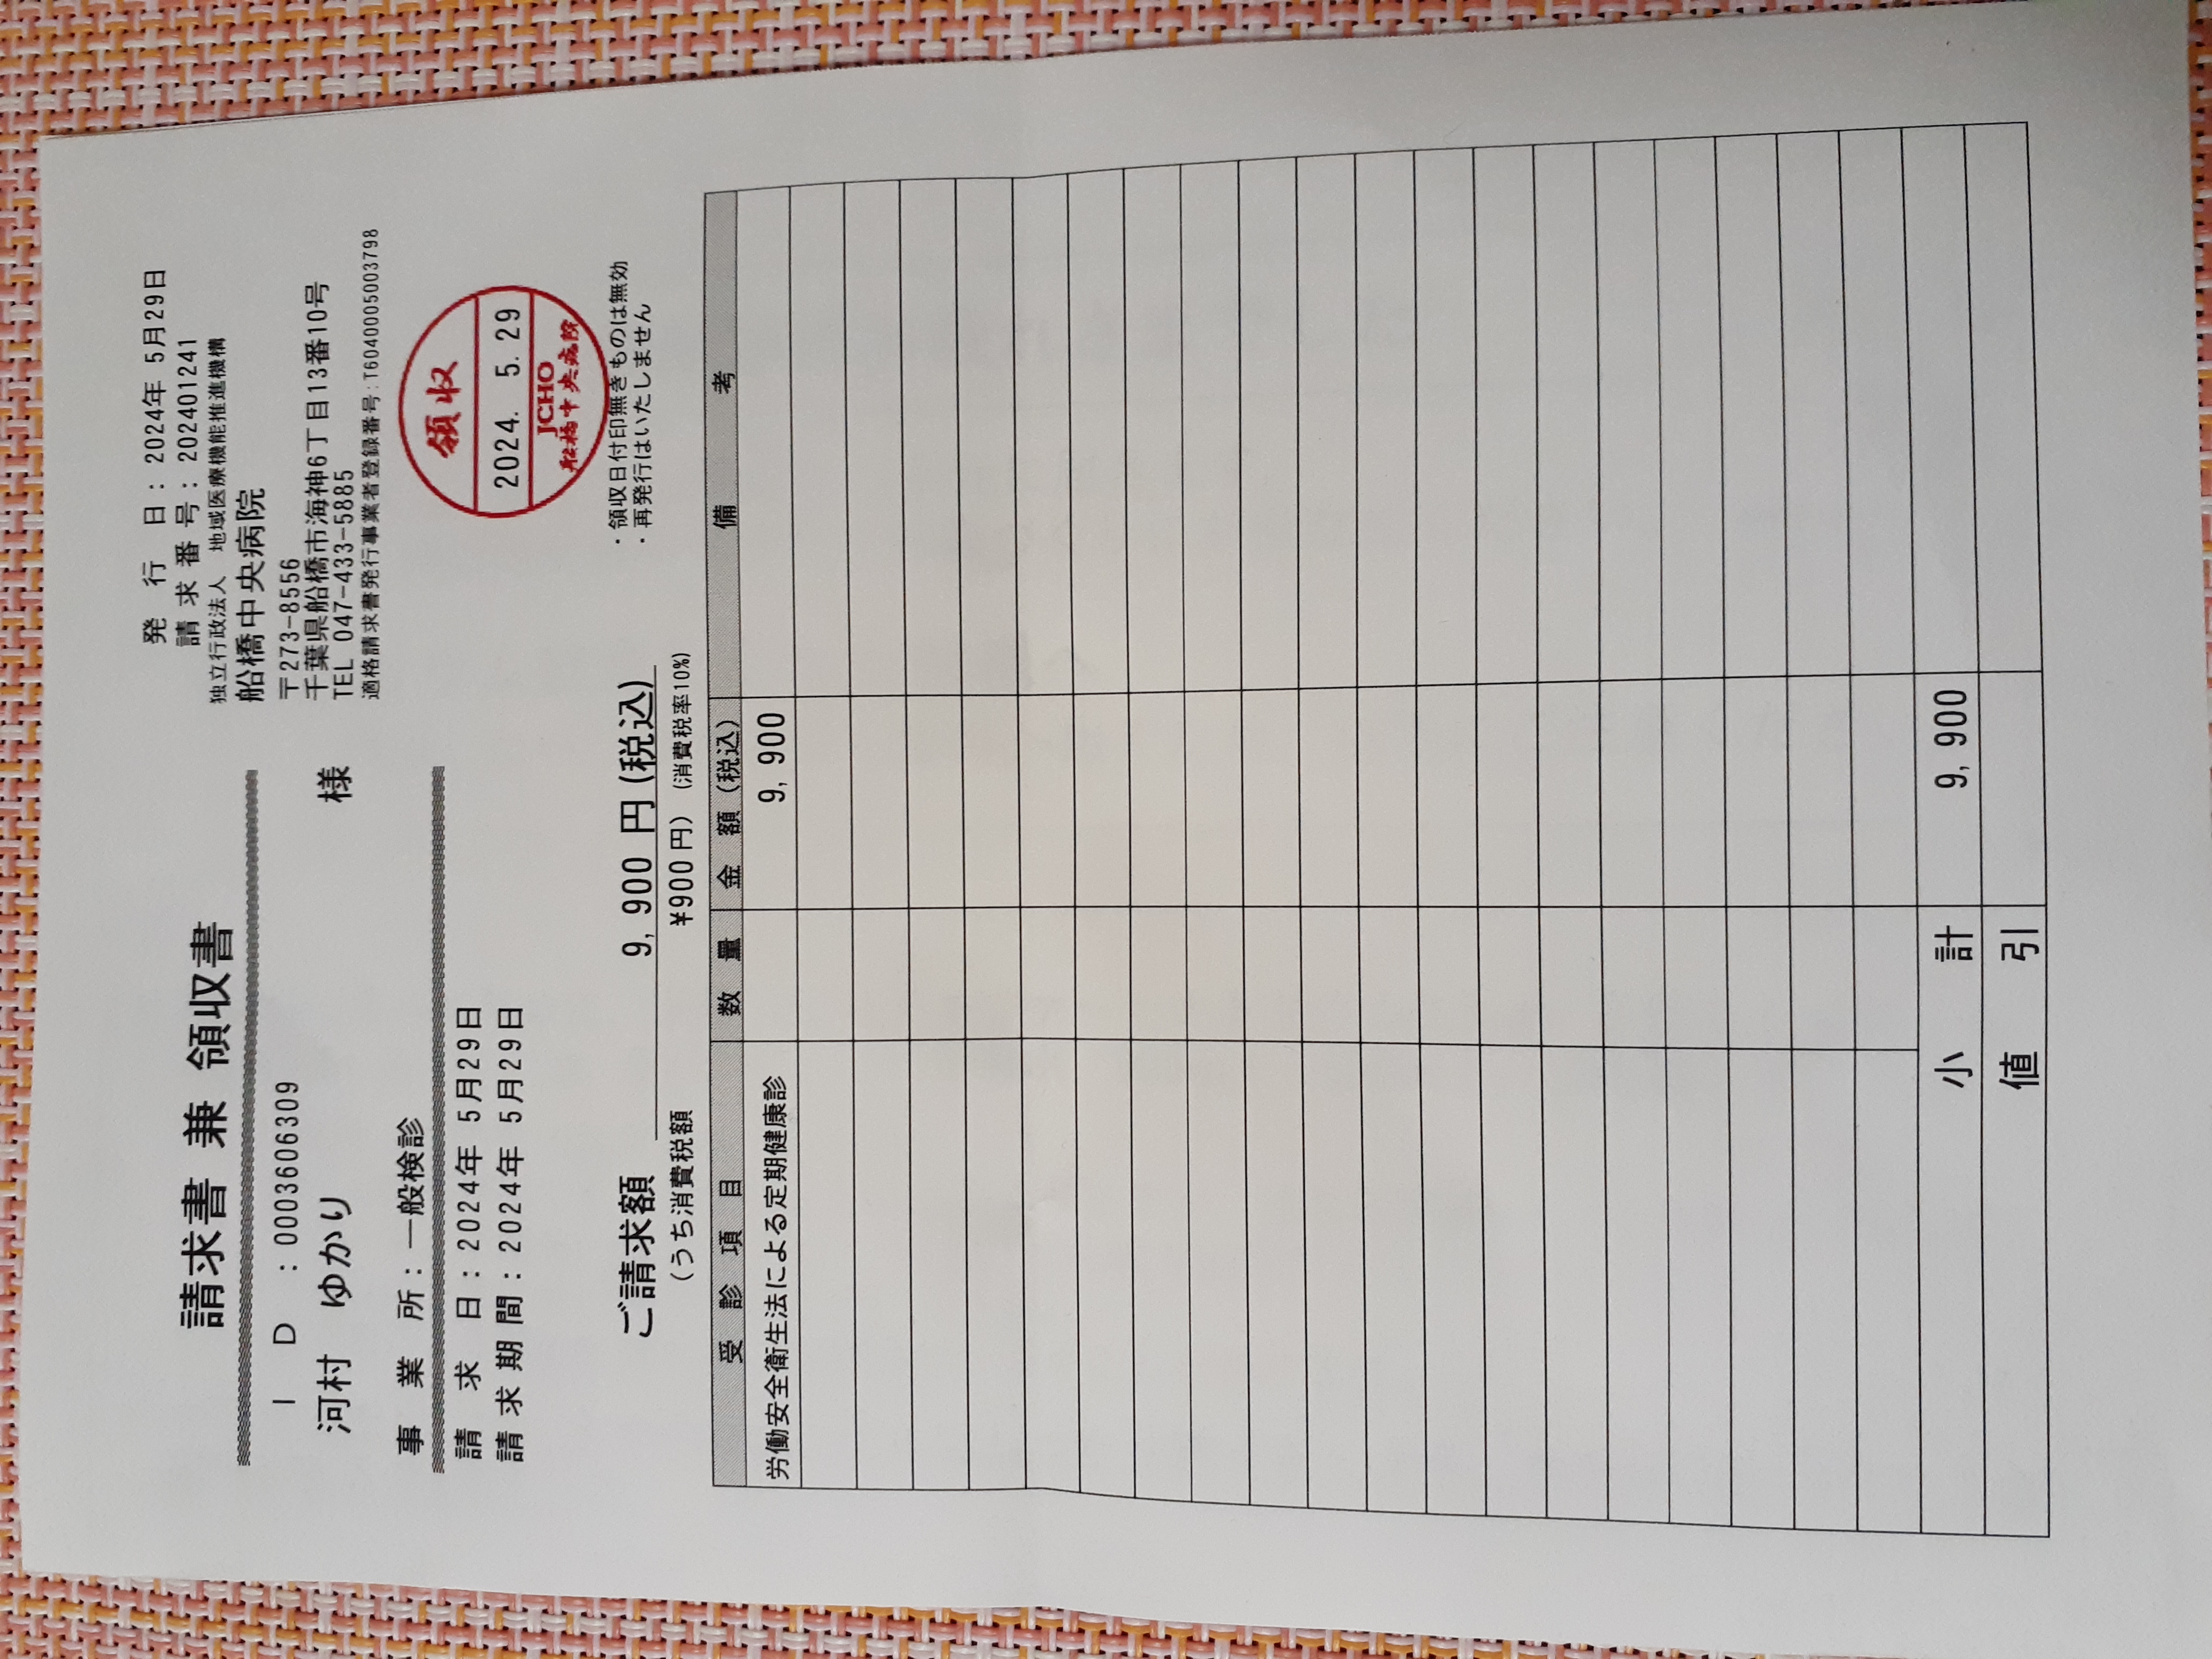 発行日：2024年 5月29日
請求番号：202401241
請求書 兼 領収書
独立行政法人　地域医療機能推進機構
船橋中央病院
ＩＤ：0003606309
〒273-8556
河村　ゆかり　様
千葉県船橋市海神6丁目13番10号
TEL 047-433-5885
適格請求書発行事業者登録番号:T6040005003798
事業所：一般検診
請求日：2024年 5月29日
請求期間：2024年 5月29日
領収
2024. 5. 29
JCHO
船橋中央病院
・領収日付印無きものは無効
・再発行はいたしません
ご請求額　9,900 円(税込)
（うち消費税額　¥900円）（消費税率10%）
受診項目　数量　金額（税込）　備考
労働安全衛生法による定期健康診　9,900
小計　9,900
値引